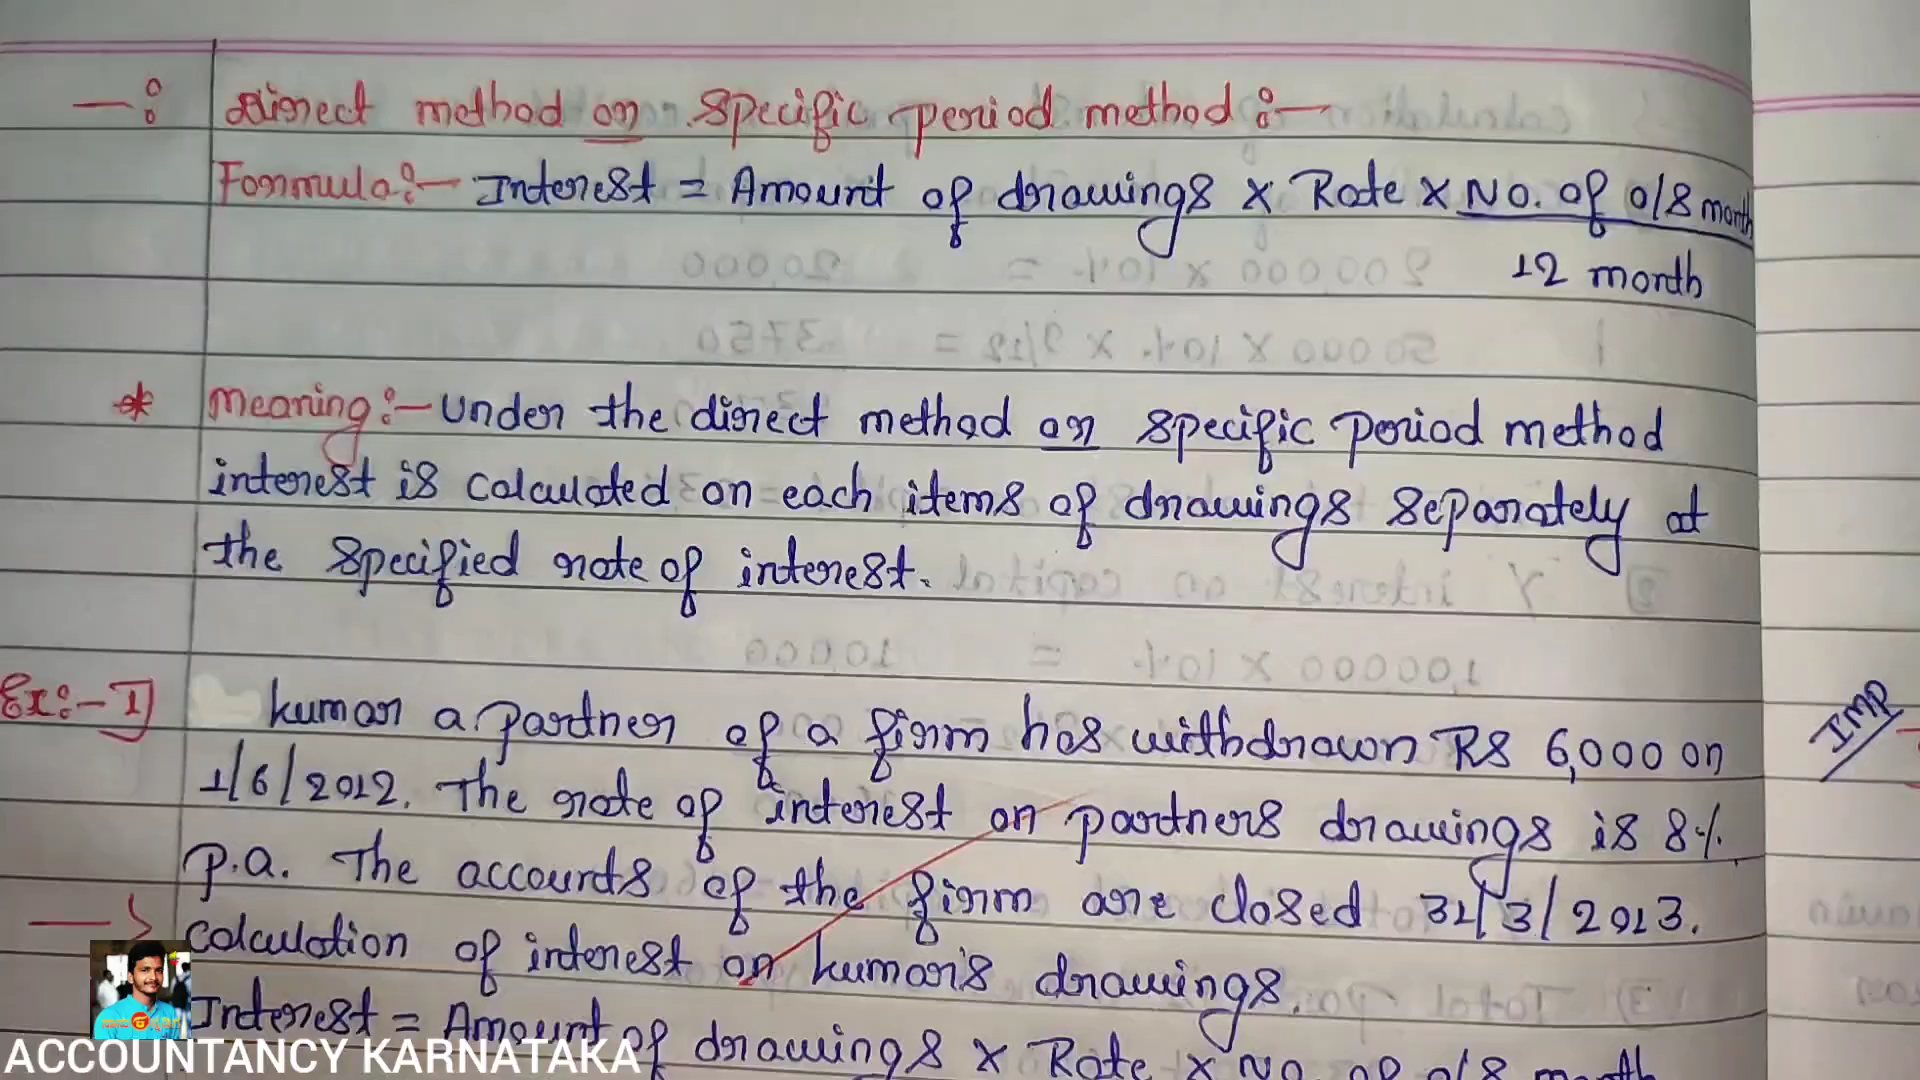 —: Direct method or specific period method :—
Formula:— Interest = Amount of drawings x Rate x No. of o/s month
12 month
* Meaning:— Under the direct method or specific period method
interest is calculated on each items of drawings separately at
the specified rate of interest.
Ex:- 1 Kumar a partner of a firm has withdrawn Rs 6,000 on
1/6/2012. The rate of interest on partners drawings is 8%
p.a. The accounts of the firm are closed 31/3/2013.
calculation of interest on kumar's drawings.
Interest = Amount of drawings x Rate x No. of o/s month
IMP
ACCOUNTANCY KARNATAKA